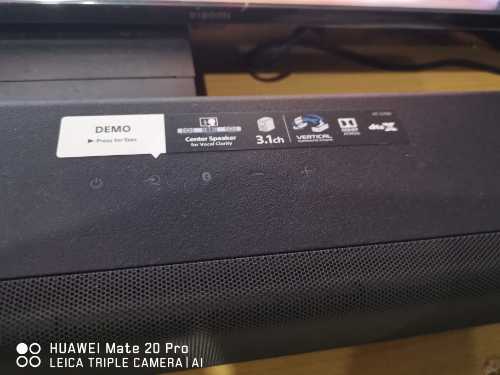 XIAOMI
DEMO
▶ Press for 5sec
Center Speaker
for Vocal Clarity
3.1ch
VERTICAL
DOLBY
ATMOS
dts X
HUAWEI Mate 20 Pro
LEICA TRIPLE CAMERA | AI